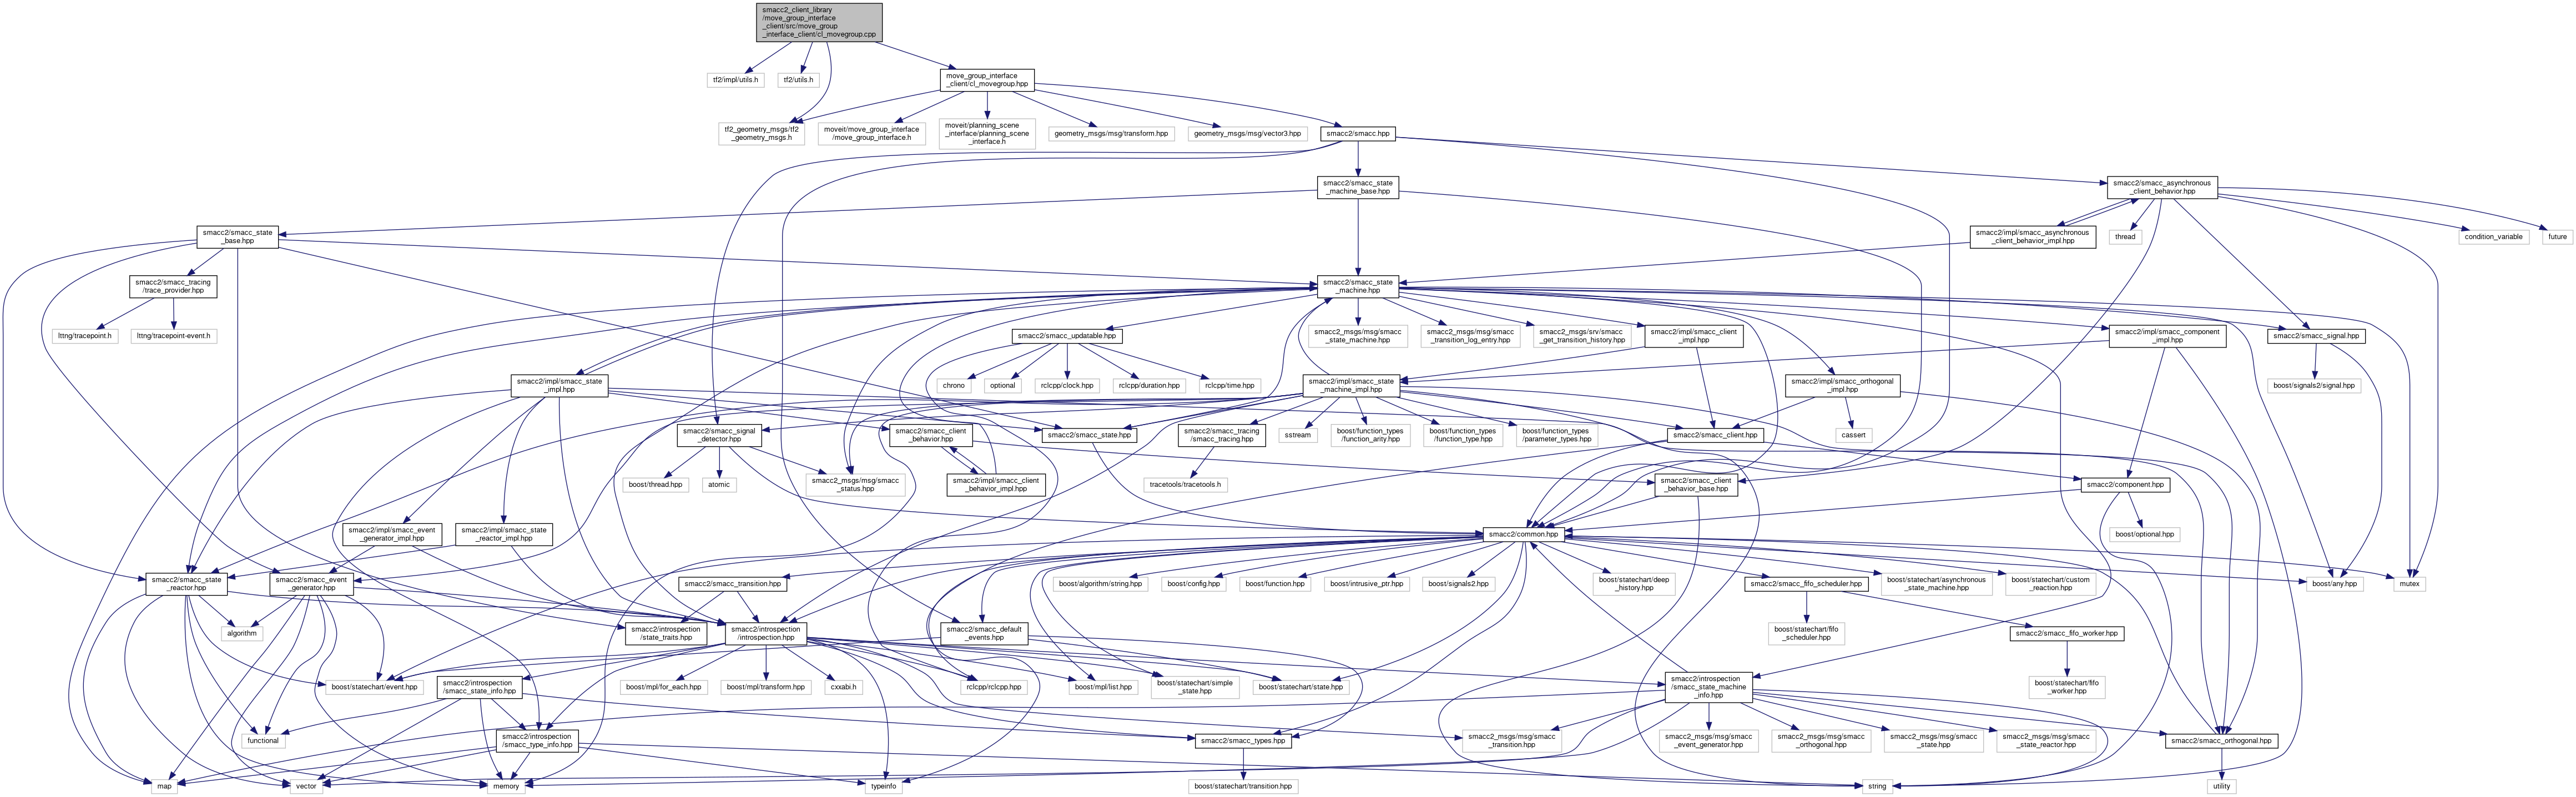 smacc2_client_library
/move_group_interface
_client/src/move_group
_interface_client/cl_movegroup.cpp
tf2/impl/utils.h
tf2/utils.h
move_group_interface
_client/cl_movegroup.hpp
tf2_geometry_msgs/tf2
_geometry_msgs.h
moveit/move_group_interface
/move_group_interface.h
moveit/planning_scene
_interface/planning_scene
_interface.h
geometry_msgs/msg/transform.hpp
geometry_msgs/msg/vector3.hpp
smacc2/smacc.hpp
smacc2/smacc_state
_machine_base.hpp
smacc2/smacc_asynchronous
_client_behavior.hpp
smacc2/smacc_state
_base.hpp
smacc2/impl/smacc_asynchronous
_client_behavior_impl.hpp
thread
condition_variable
future
smacc2/smacc_tracing
/trace_provider.hpp
smacc2/smacc_state
_machine.hpp
lttng/tracepoint.h
lttng/tracepoint-event.h
smacc2/smacc_updatable.hpp
smacc2_msgs/msg/smacc
_state_machine.hpp
smacc2_msgs/msg/smacc
_transition_log_entry.hpp
smacc2_msgs/srv/smacc
_get_transition_history.hpp
smacc2/impl/smacc_client
_impl.hpp
smacc2/impl/smacc_component
_impl.hpp
smacc2/smacc_signal.hpp
smacc2/impl/smacc_state
_impl.hpp
chrono
optional
rclcpp/clock.hpp
rclcpp/duration.hpp
rclcpp/time.hpp
smacc2/impl/smacc_state
_machine_impl.hpp
smacc2/impl/smacc_orthogonal
_impl.hpp
boost/signals2/signal.hpp
smacc2/smacc_signal
_detector.hpp
smacc2/smacc_client
_behavior.hpp
smacc2/smacc_state.hpp
smacc2/smacc_tracing
/smacc_tracing.hpp
sstream
boost/function_types
/function_arity.hpp
boost/function_types
/function_type.hpp
boost/function_types
/parameter_types.hpp
smacc2/smacc_client.hpp
cassert
boost/thread.hpp
atomic
smacc2_msgs/msg/smacc
_status.hpp
smacc2/impl/smacc_client
_behavior_impl.hpp
tracetools/tracetools.h
smacc2/smacc_client
_behavior_base.hpp
smacc2/component.hpp
smacc2/impl/smacc_event
_generator_impl.hpp
smacc2/impl/smacc_state
_reactor_impl.hpp
smacc2/common.hpp
boost/optional.hpp
smacc2/smacc_state
_reactor.hpp
smacc2/smacc_event
_generator.hpp
smacc2/smacc_transition.hpp
boost/algorithm/string.hpp
boost/config.hpp
boost/function.hpp
boost/intrusive_ptr.hpp
boost/signals2.hpp
boost/statechart/deep
_history.hpp
smacc2/smacc_fifo_scheduler.hpp
boost/statechart/asynchronous
_state_machine.hpp
boost/statechart/custom
_reaction.hpp
boost/any.hpp
mutex
algorithm
smacc2/introspection
/state_traits.hpp
smacc2/introspection
/introspection.hpp
smacc2/smacc_default
_events.hpp
boost/statechart/fifo
_scheduler.hpp
smacc2/smacc_fifo_worker.hpp
boost/statechart/event.hpp
smacc2/introspection
/smacc_state_info.hpp
boost/mpl/for_each.hpp
boost/mpl/transform.hpp
cxxabi.h
rclcpp/rclcpp.hpp
boost/mpl/list.hpp
boost/statechart/simple
_state.hpp
boost/statechart/state.hpp
smacc2/introspection
/smacc_state_machine
_info.hpp
boost/statechart/fifo
_worker.hpp
functional
smacc2/introspection
/smacc_type_info.hpp
smacc2/smacc_types.hpp
smacc2_msgs/msg/smacc
_transition.hpp
smacc2_msgs/msg/smacc
_event_generator.hpp
smacc2_msgs/msg/smacc
_orthogonal.hpp
smacc2_msgs/msg/smacc
_state.hpp
smacc2_msgs/msg/smacc
_state_reactor.hpp
smacc2/smacc_orthogonal.hpp
map
vector
memory
typeinfo
boost/statechart/transition.hpp
string
utility